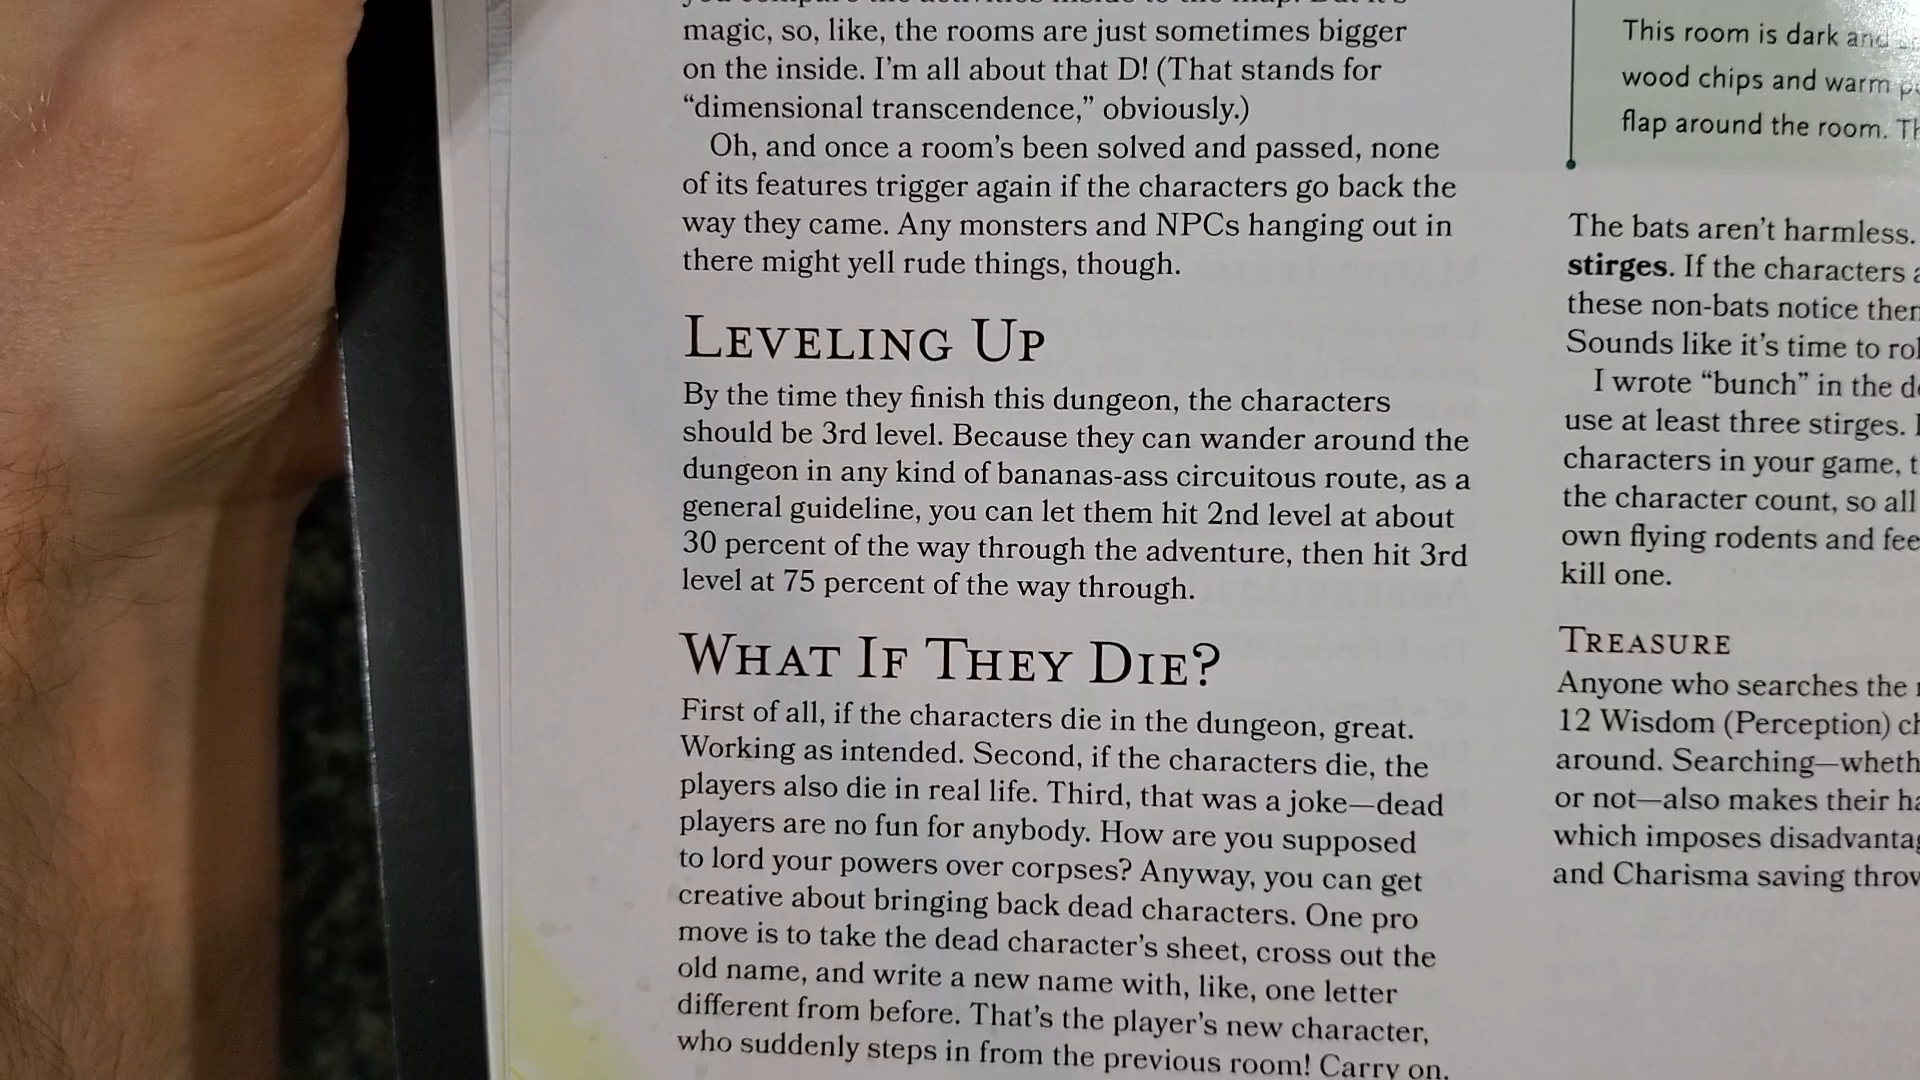 magic, so, like, the rooms are just sometimes bigger
on the inside. I'm all about that D! (That stands for
“dimensional transcendence,” obviously.)
Oh, and once a room's been solved and passed, none
of its features trigger again if the characters go back the
way they came. Any monsters and NPCs hanging out in
there might yell rude things, though.
LEVELING UP
By the time they finish this dungeon, the characters
should be 3rd level. Because they can wander around the
dungeon in any kind of bananas-ass circuitous route, as a
general guideline, you can let them hit 2nd level at about
30 percent of the way through the adventure, then hit 3rd
level at 75 percent of the way through.
WHAT IF THEY DIE?
First of all, if the characters die in the dungeon, great.
Working as intended. Second, if the characters die, the
players also die in real life. Third, that was a joke—dead
players are no fun for anybody. How are you supposed
to lord your powers over corpses? Anyway, you can get
creative about bringing back dead characters. One pro
move is to take the dead character's sheet, cross out the
old name, and write a new name with, like, one letter
different from before. That's the player's new character,
who suddenly steps in from the previous room! Carry on.
This room is dark and
wood chips and warm
flap around the room.
The bats aren't harmless.
stirges. If the characters
these non-bats notice
Sounds like it's time to
I wrote “bunch” in the
use at least three stirges.
characters in your game,
the character count, so all
own flying rodents and
kill one.
TREASURE
Anyone who searches the
12 Wisdom (Perception)
around. Searching—
or not—also makes their
which imposes
and Charisma saving